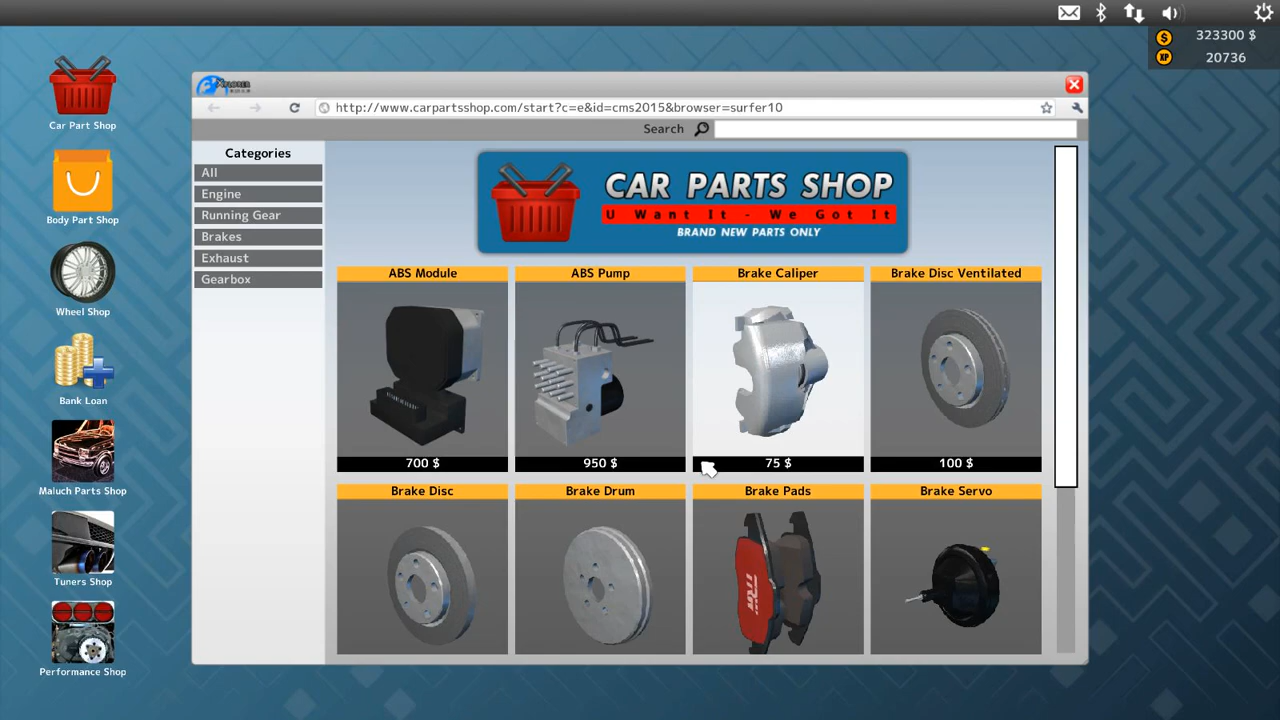 323300 $
20736
XPLORER
http://www.carpartsshop.com/start?c=e&id=cms2015&browser=surfer10
Search
Car Part Shop
Body Part Shop
Wheel Shop
Bank Loan
Maluch Parts Shop
Tuners Shop
Performance Shop
Categories
All
Engine
Running Gear
Brakes
Exhaust
Gearbox
CAR PARTS SHOP
U Want It - We Got It
BRAND NEW PARTS ONLY
ABS Module
ABS Pump
Brake Caliper
Brake Disc Ventilated
700 $
950 $
75 $
100 $
Brake Disc
Brake Drum
Brake Pads
Brake Servo
TRW